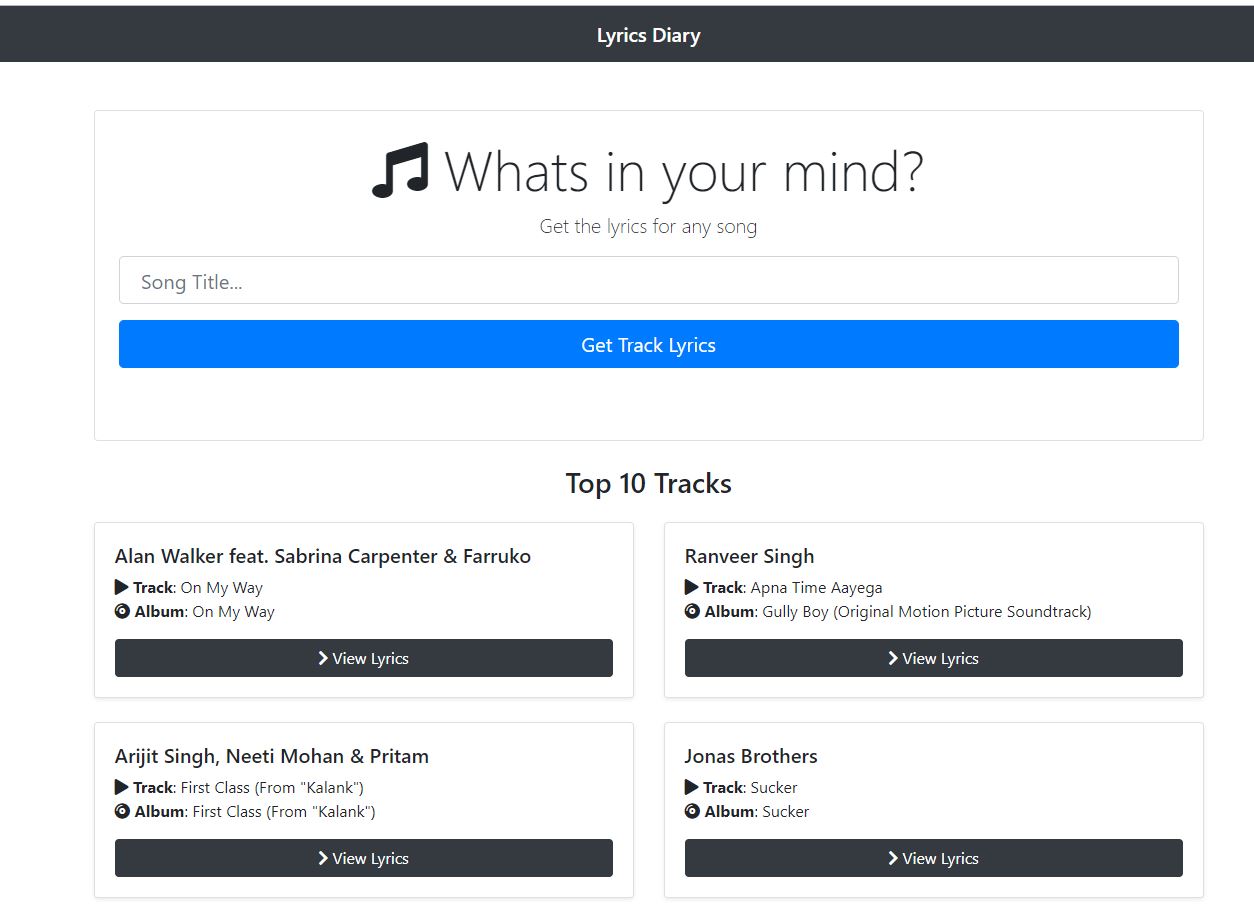 Lyrics Diary
Whats in your mind?
Get the lyrics for any song
Song Title...
Get Track Lyrics
Top 10 Tracks
Alan Walker feat. Sabrina Carpenter & Farruko
Track: On My Way
Album: On My Way
View Lyrics
Ranveer Singh
Track: Apna Time Aayega
Album: Gully Boy (Original Motion Picture Soundtrack)
View Lyrics
Arijit Singh, Neeti Mohan & Pritam
Track: First Class (From "Kalank")
Album: First Class (From "Kalank")
View Lyrics
Jonas Brothers
Track: Sucker
Album: Sucker
View Lyrics